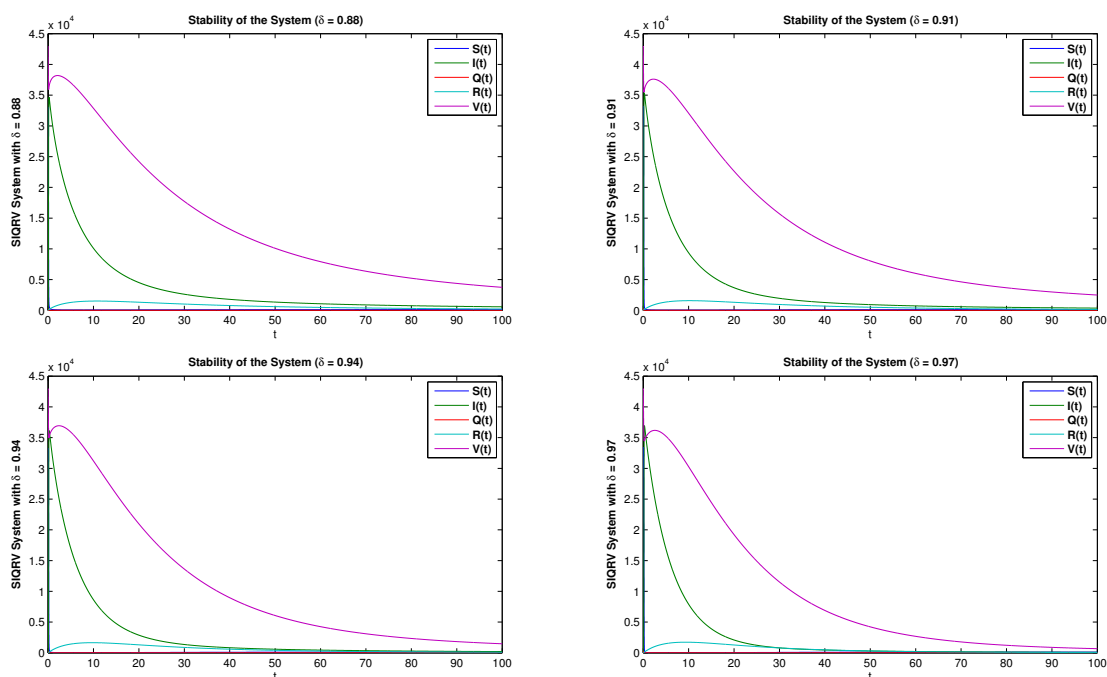 Stability of the System (δ = 0.88)
x 10^4
SIQRV System with δ = 0.88
4.5
4
3.5
3
2.5
2
1.5
1
0.5
0
0 10 20 30 40 50 60 70 80 90 100
t
S(t)
I(t)
Q(t)
R(t)
V(t)
Stability of the System (δ = 0.91)
x 10^4
SIQRV System with δ = 0.91
4.5
4
3.5
3
2.5
2
1.5
1
0.5
0
0 10 20 30 40 50 60 70 80 90 100
t
S(t)
I(t)
Q(t)
R(t)
V(t)
Stability of the System (δ = 0.94)
x 10^4
SIQRV System with δ = 0.94
4.5
4
3.5
3
2.5
2
1.5
1
0.5
0
0 10 20 30 40 50 60 70 80 90 100
t
S(t)
I(t)
Q(t)
R(t)
V(t)
Stability of the System (δ = 0.97)
x 10^4
SIQRV System with δ = 0.97
4.5
4
3.5
3
2.5
2
1.5
1
0.5
0
0 10 20 30 40 50 60 70 80 90 100
t
S(t)
I(t)
Q(t)
R(t)
V(t)